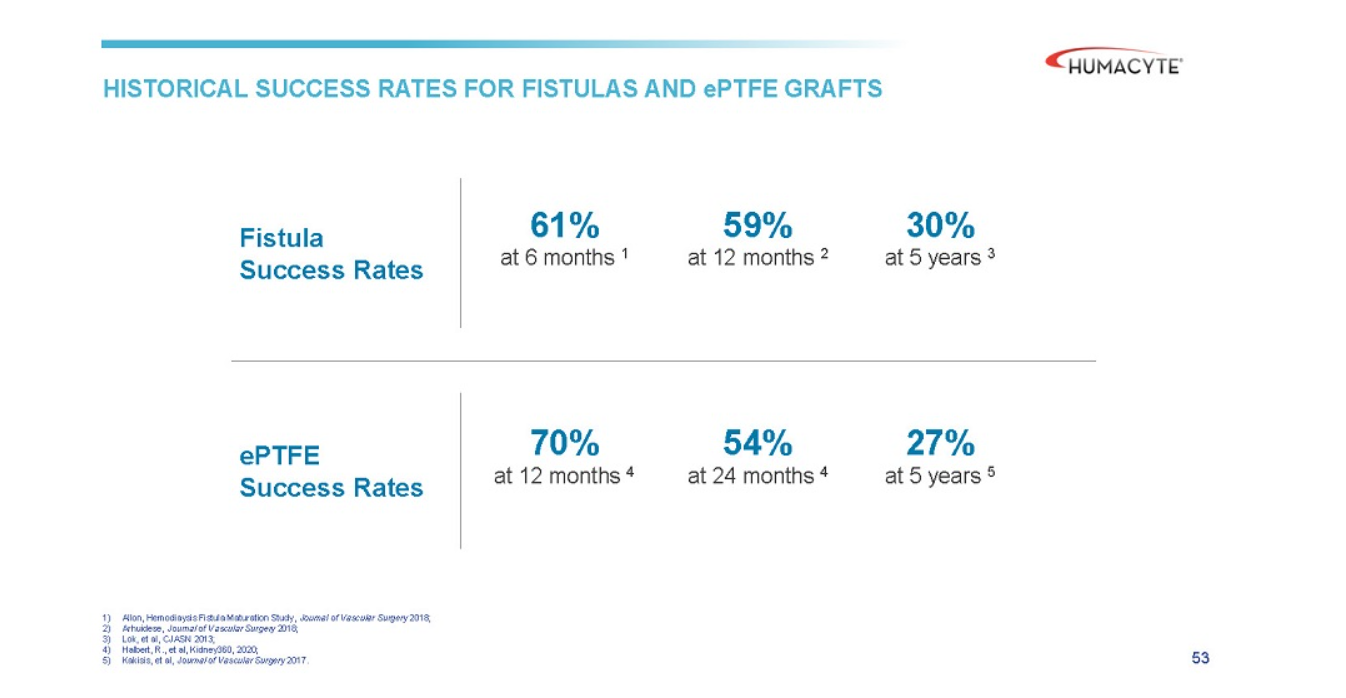 HUMACYTE®
HISTORICAL SUCCESS RATES FOR FISTULAS AND ePTFE GRAFTS
Fistula
Success Rates
61%
at 6 months 1
59%
at 12 months 2
30%
at 5 years 3
ePTFE
Success Rates
70%
at 12 months 4
54%
at 24 months 4
27%
at 5 years 5
1) Allon, Hemodiaysis Fistula Maturation Study, Journal of Vascular Surgery 2018;
2) Arhuidese, Journal of Vascular Surgery 2018;
3) Lok, et al, CJASN 2013;
4) Halbert, R., et al, Kidney360, 2020;
5) Kakisis, et al, Journal of Vascular Surgery 2017.
53